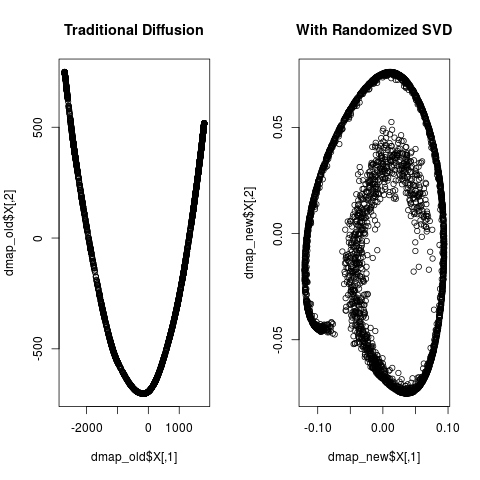 Traditional Diffusion
With Randomized SVD
dmap_old$X[,2]
500
0
-500
-2000
0
1000
dmap_old$X[,1]
dmap_new$X[,2]
0.05
0.00
-0.05
-0.10
0.00
0.10
dmap_new$X[,1]